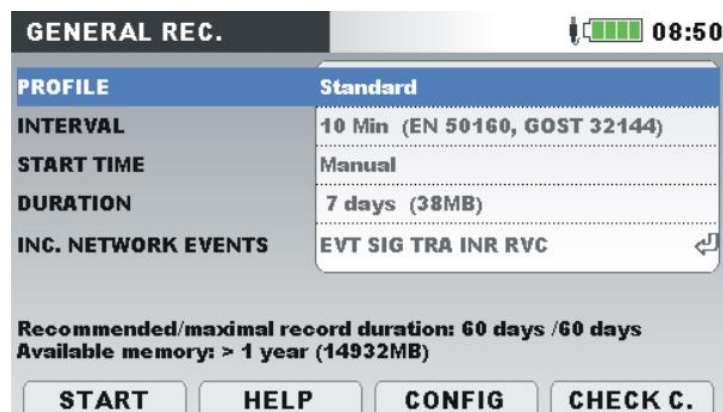 GENERAL REC. 08:50
PROFILE Standard
INTERVAL 10 Min (EN 50160, GOST 32144)
START TIME Manual
DURATION 7 days (38MB)
INC. NETWORK EVENTS EVT SIG TRA INR RVC
Recommended/maximal record duration: 60 days /60 days
Available memory: > 1 year (14932MB)
START HELP CONFIG CHECK C.